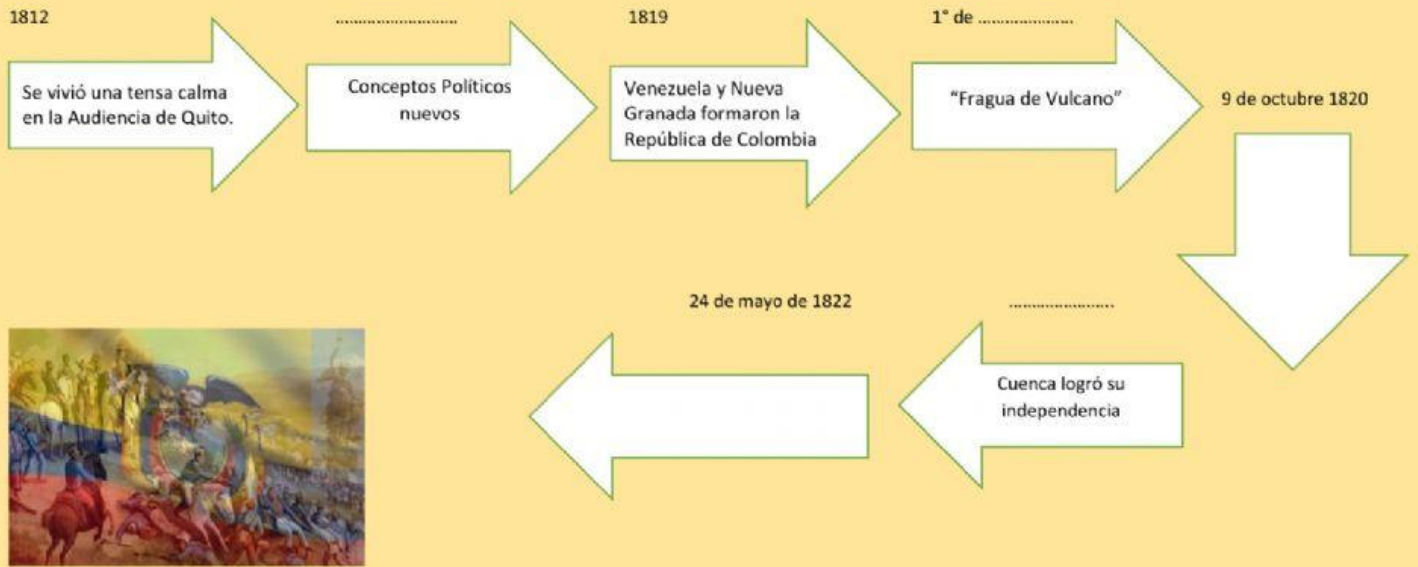 1812
Se vivió una tensa calma
en la Audiencia de Quito.
..............................
Conceptos Políticos
nuevos
1819
Venezuela y Nueva
Granada formaron la
República de Colombia
1° de .......................
“Fragua de Vulcano”
9 de octubre 1820
..........................
Cuenca logró su
independencia
24 de mayo de 1822